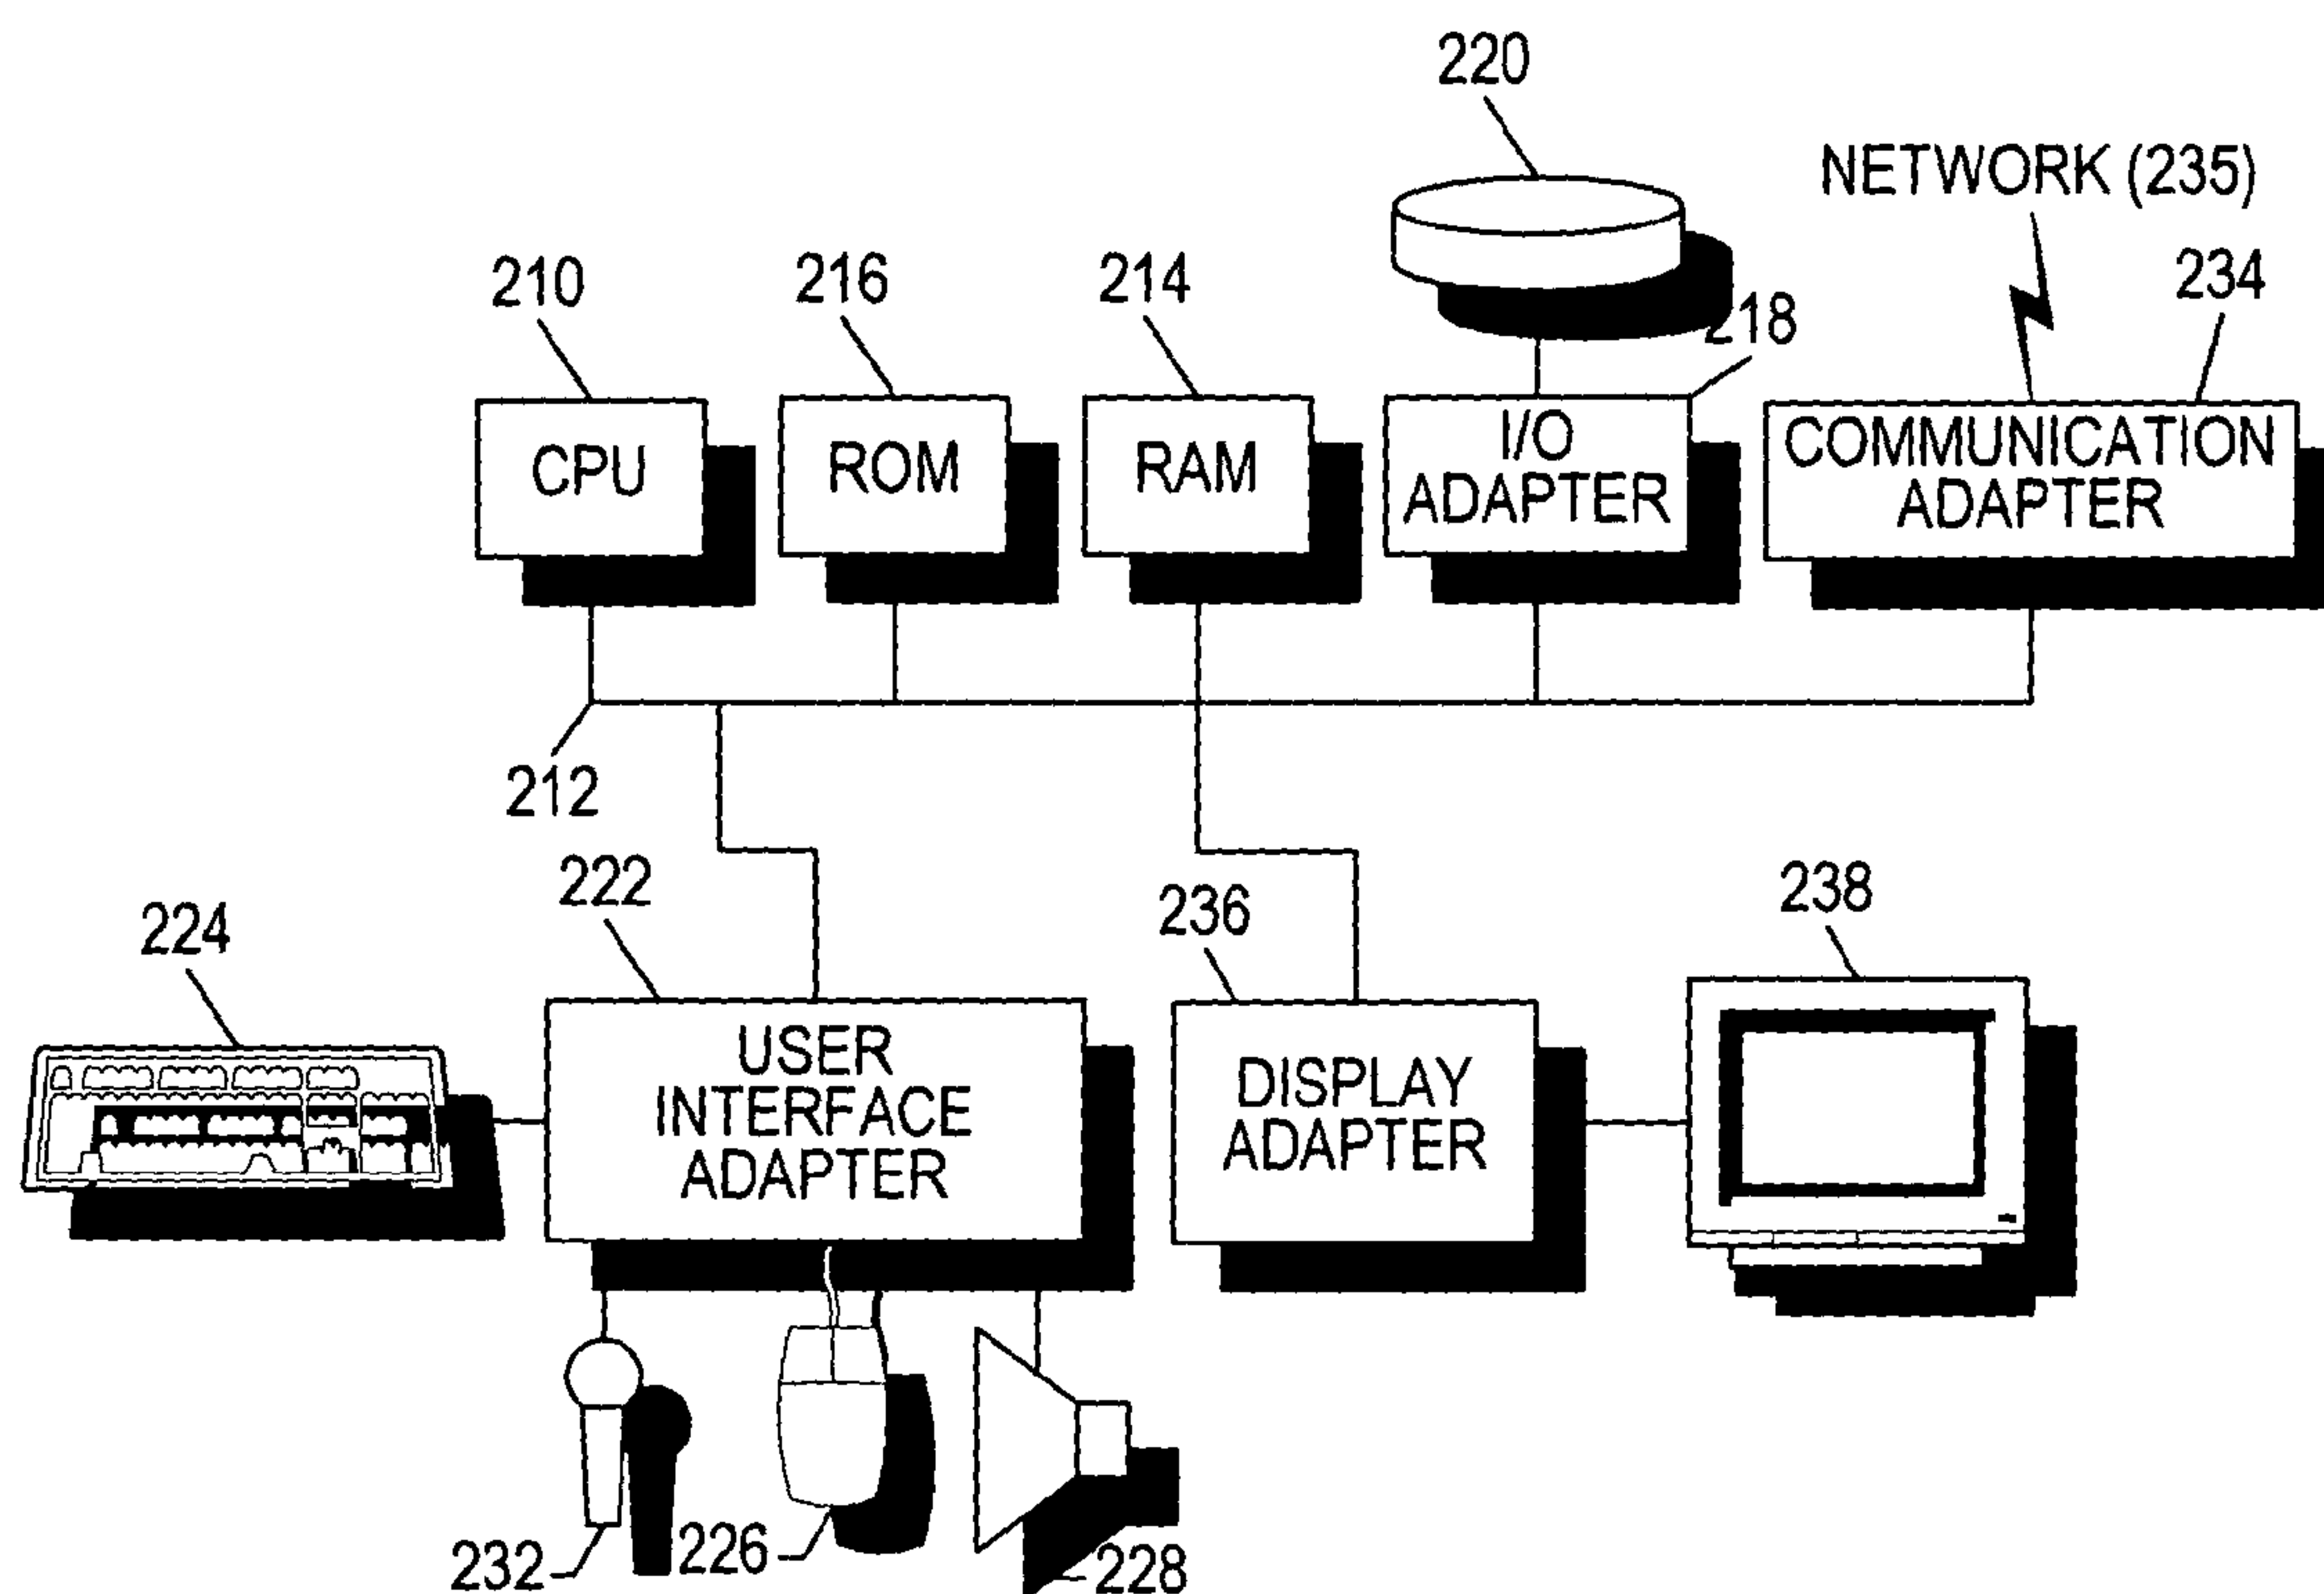 220
NETWORK (235)
210
216
214
218
234
CPU
ROM
RAM
I/O
ADAPTER
COMMUNICATION
ADAPTER
212
222
236
238
224
USER
INTERFACE
ADAPTER
DISPLAY
ADAPTER
232
226
228